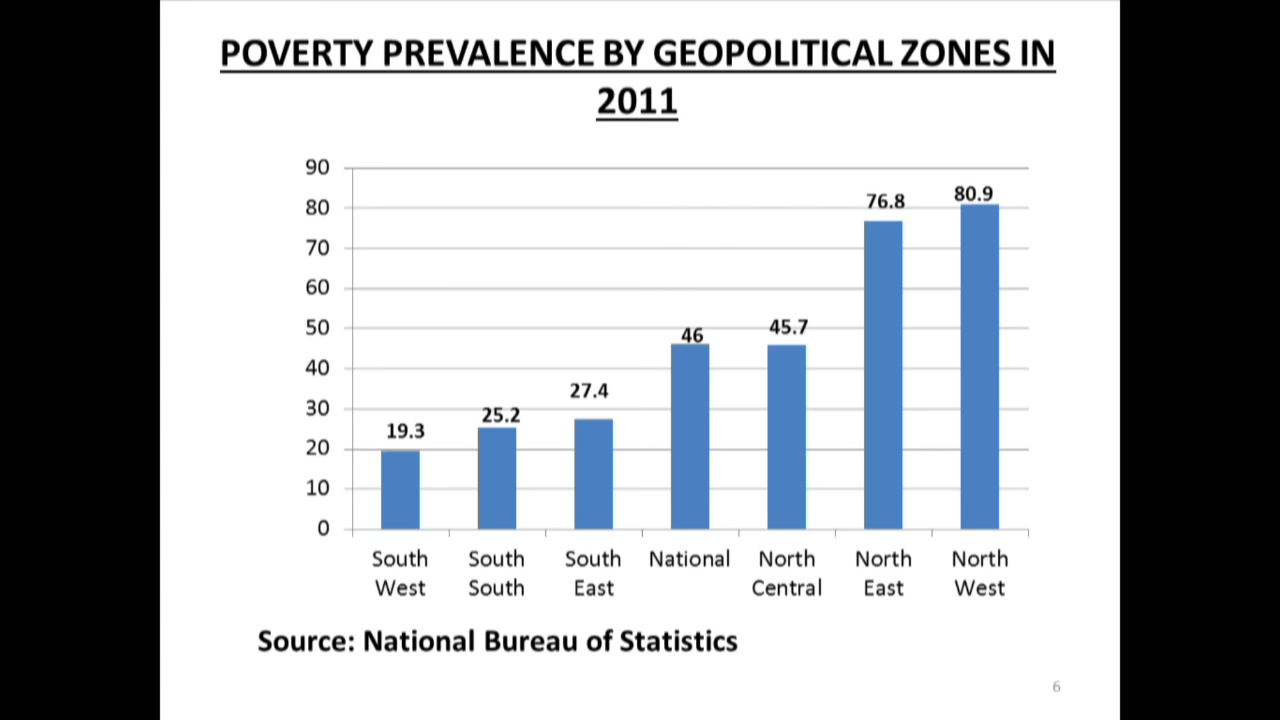 POVERTY PREVALENCE BY GEOPOLITICAL ZONES IN
2011
90
80
70
60
50
40
30
20
10
0
19.3
25.2
27.4
46
45.7
76.8
80.9
South West
South South
South East
National
North Central
North East
North West
Source: National Bureau of Statistics
6